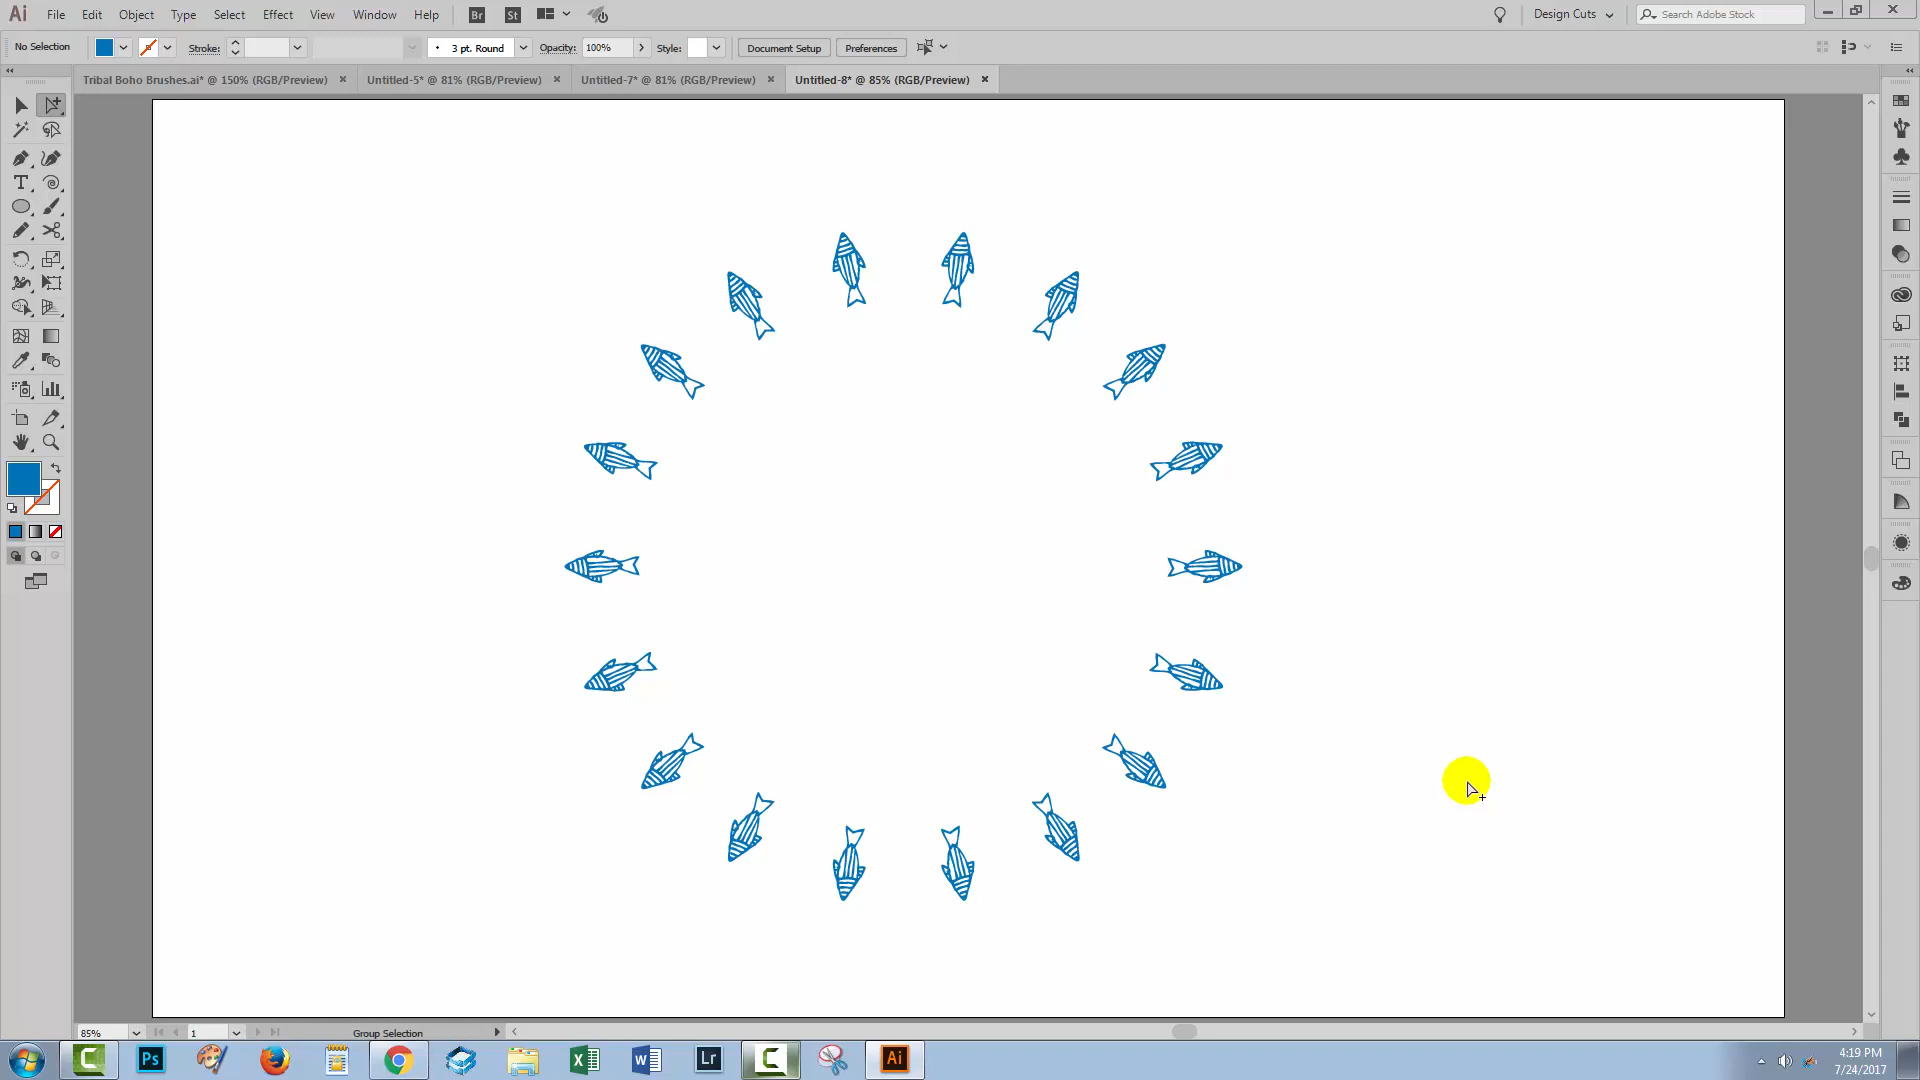 Ai File Edit Object Type Select Effect View Window Help Br St Design Cuts Search Adobe Stock
No Selection Stroke: 3 pt. Round Opacity: 100% Style: Document Setup Preferences
Tribal Boho Brushes.ai* @ 150% (RGB/Preview) Untitled-5* @ 81% (RGB/Preview) Untitled-7* @ 81% (RGB/Preview) Untitled-8* @ 85% (RGB/Preview)
T
85% 1 Group Selection
Ps Lr Ai 4:19 PM
7/24/2017